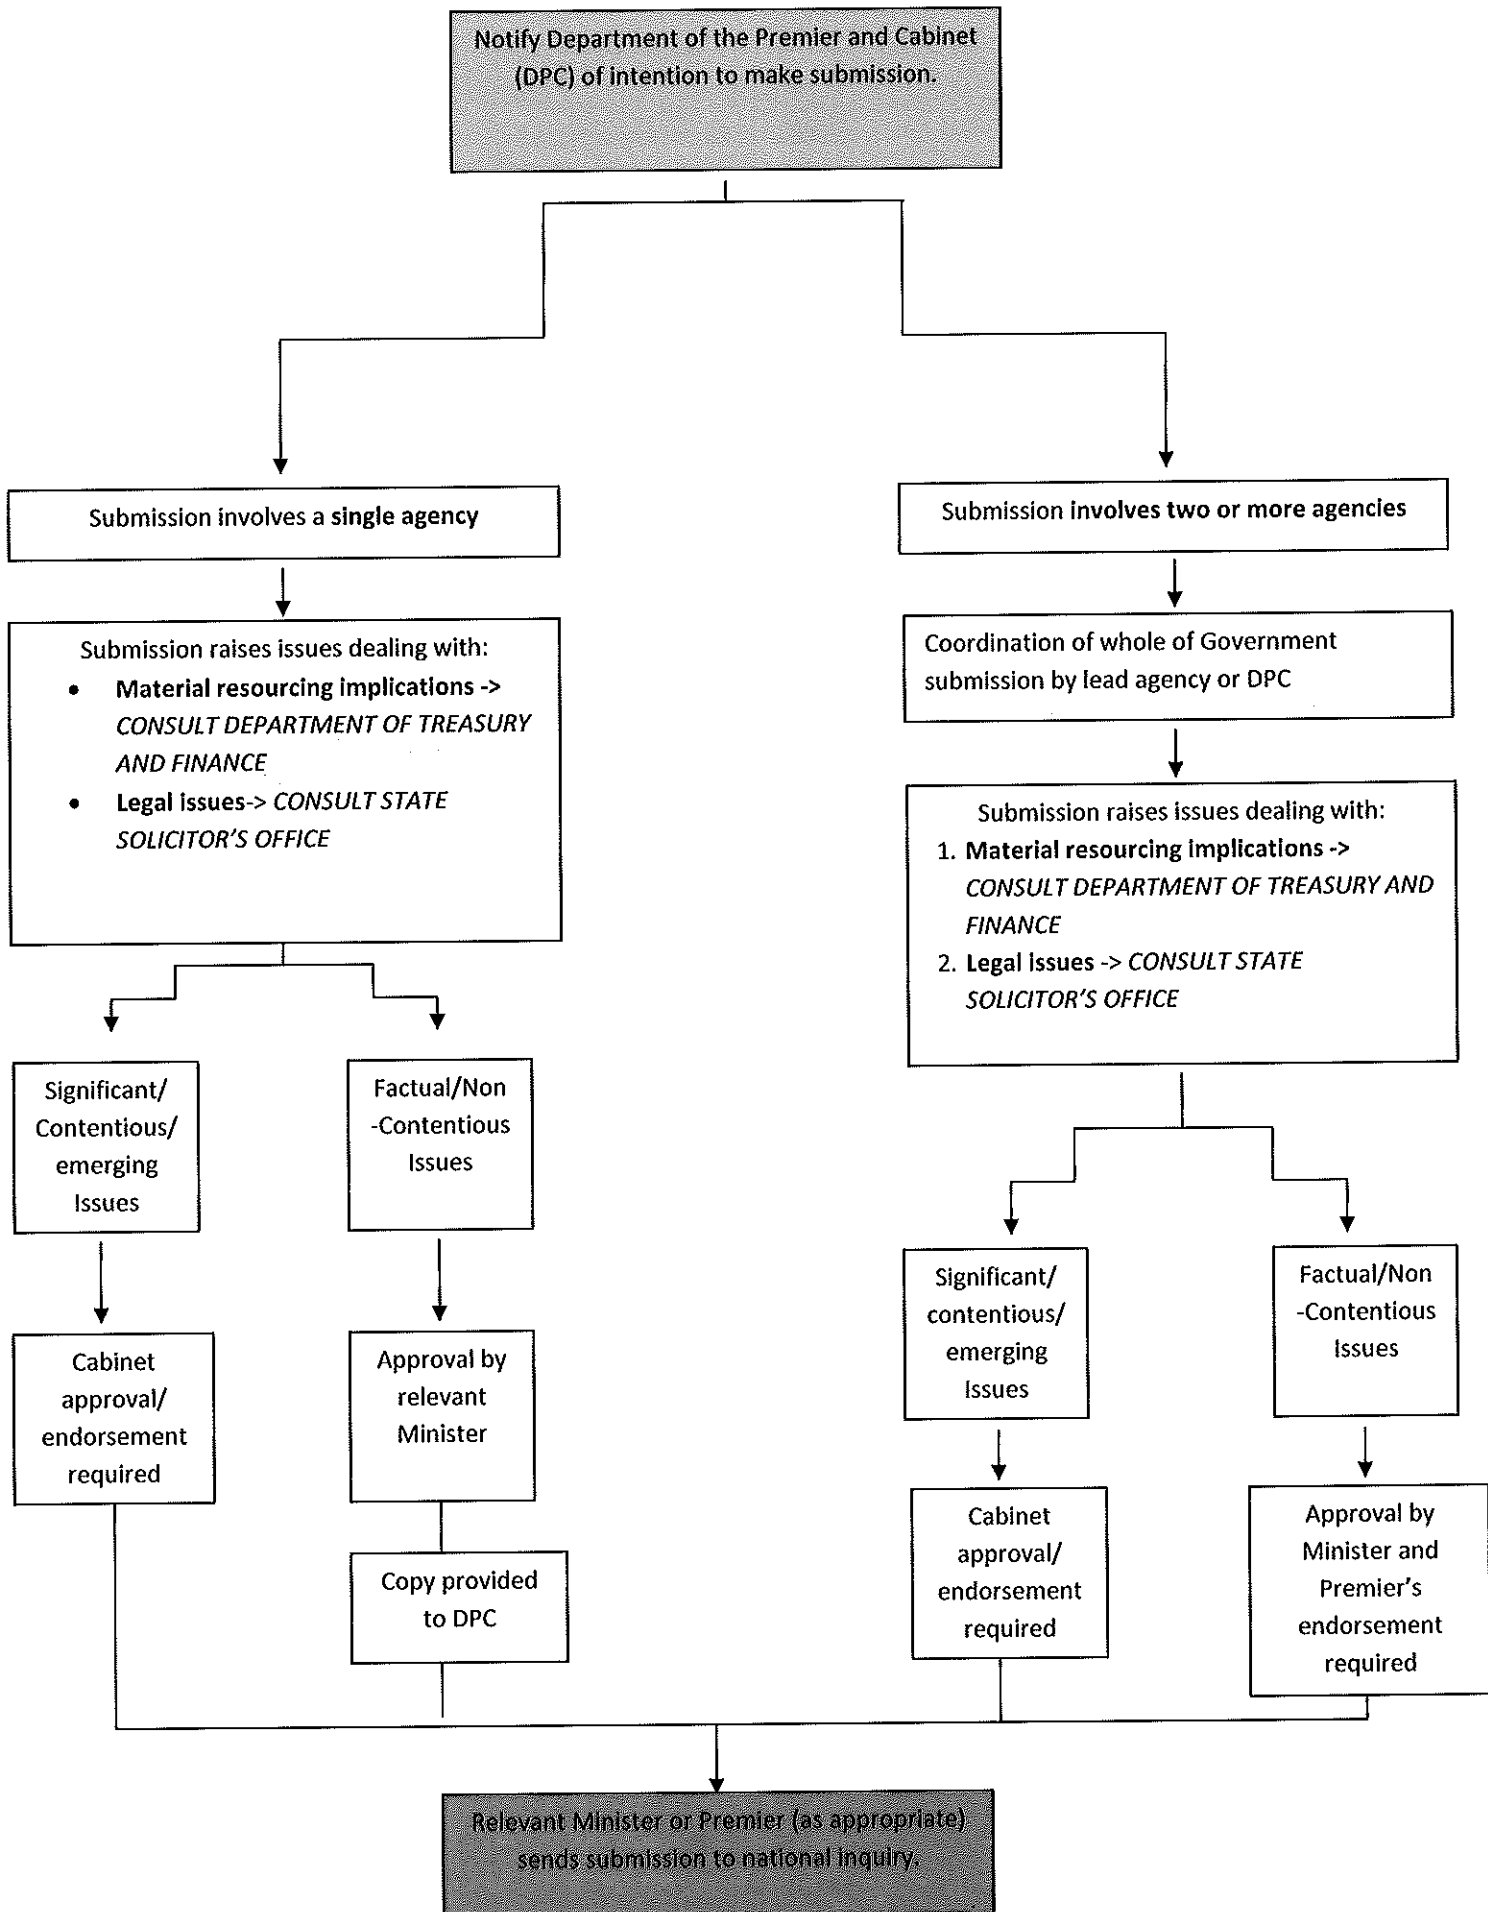 Notify Department of the Premier and Cabinet
(DPC) of intention to make submission.
Submission involves a single agency
Submission raises issues dealing with:
• Material resourcing implications ->
CONSULT DEPARTMENT OF TREASURY
AND FINANCE
• Legal issues-> CONSULT STATE
SOLICITOR'S OFFICE
Significant/
Contentious/
emerging
Issues
Cabinet
approval/
endorsement
required
Factual/Non
-Contentious
Issues
Approval by
relevant
Minister
Copy provided
to DPC
Submission involves two or more agencies
Coordination of whole of Government
submission by lead agency or DPC
Submission raises issues dealing with:
1. Material resourcing implications ->
CONSULT DEPARTMENT OF TREASURY AND
FINANCE
2. Legal issues -> CONSULT STATE
SOLICITOR'S OFFICE
Significant/
contentious/
emerging
Issues
Cabinet
approval/
endorsement
required
Factual/Non
-Contentious
Issues
Approval by
Minister and
Premier's
endorsement
required
Relevant Minister or Premier (as appropriate)
sends submission to national inquiry.